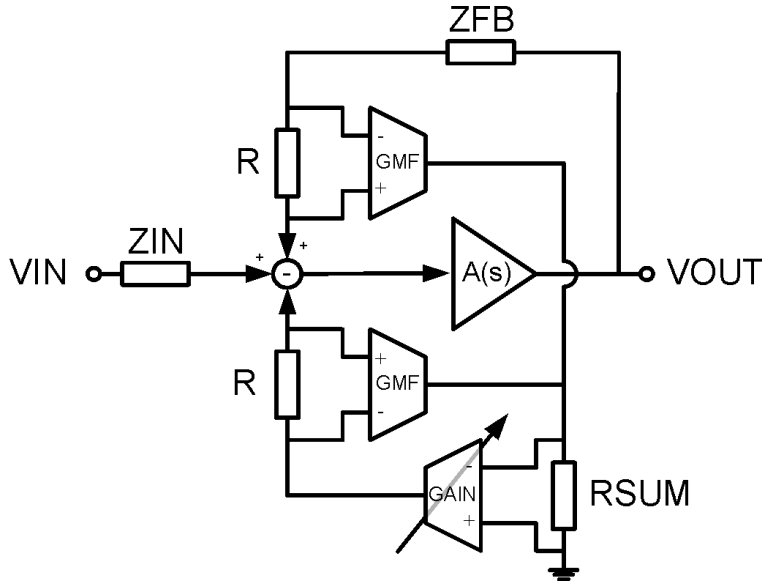 ZFB
R
-
GMF
+
+
+
ZIN
VIN
-
A(s)
VOUT
+
R
GMF
-
-
GAIN
RSUM
+